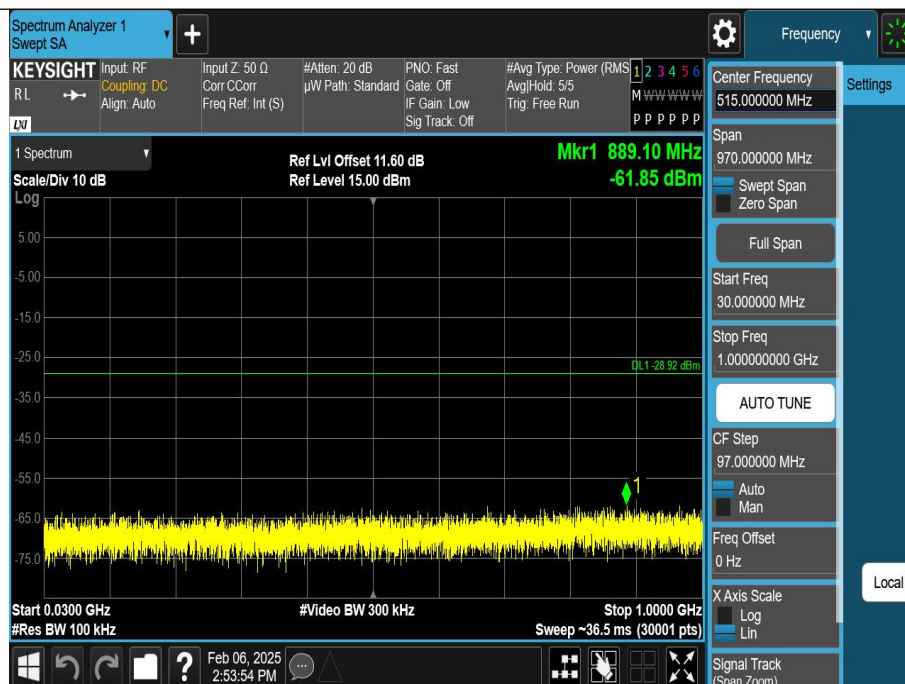 Spectrum Analyzer 1
Swept SA
+
Frequency
KEYSIGHT
RL
LXI
Input: RF
Coupling: DC
Align: Auto
Input Z: 50 Ω
Corr CCorr
Freq Ref: Int (S)
#Atten: 20 dB
µW Path: Standard
PNO: Fast
Gate: Off
IF Gain: Low
Sig Track: Off
#Avg Type: Power (RMS
Avg|Hold: 5/5
Trig: Free Run
1 2 3 4 5 6
M W W W W W
P P P P P P
1 Spectrum
Scale/Div 10 dB
Log
Ref Lvl Offset 11.60 dB
Ref Level 15.00 dBm
Mkr1 889.10 MHz
-61.85 dBm
5.00
-5.00
-15.0
-25.0
DL1 -28.92 dBm
-35.0
-45.0
-55.0
1
-65.0
-75.0
Start 0.0300 GHz
#Res BW 100 kHz
#Video BW 300 kHz
Stop 1.0000 GHz
Sweep ~36.5 ms (30001 pts)
?
Feb 06, 2025
2:53:54 PM
Center Frequency
515.000000 MHz
Span
970.000000 MHz
Swept Span
Zero Span
Full Span
Start Freq
30.000000 MHz
Stop Freq
1.000000000 GHz
AUTO TUNE
CF Step
97.000000 MHz
Auto
Man
Freq Offset
0 Hz
X Axis Scale
Log
Lin
Signal Track
(Span Zoom)
Settings
Local